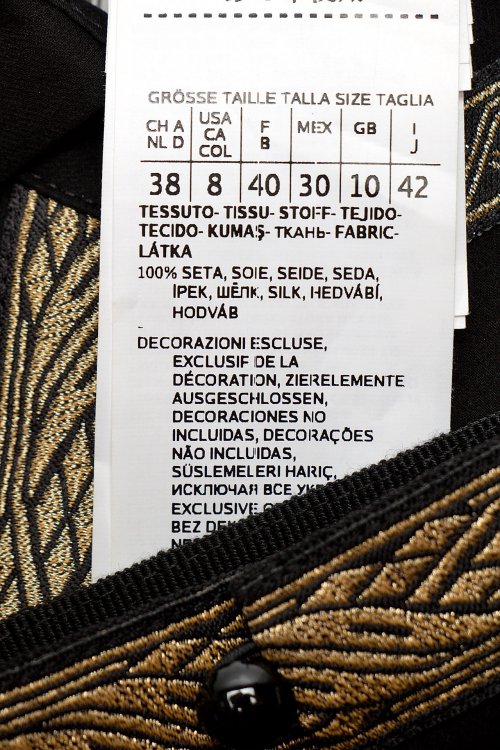 GRÖSSE TAILLE TALLA SIZE TAGLIA
CH A NL D USA CA COL F B MEX GB I J
38 8 40 30 10 42
TESSUTO- TISSU- STOFF- TEJIDO-
TECIDO- KUMAŞ- ТКАНЬ- FABRIC-
LÁTKA
100% SETA, SOIE, SEIDE, SEDA,
İPEK, ШЁЛК, SILK, HEDVÁBÍ,
HODVÁB
DECORAZIONI ESCLUSE,
EXCLUSIF DE LA
DÉCORATION, ZIERELEMENTE
AUSGESCHLOSSEN,
DECORACIONES NO
INCLUIDAS, DECORAÇÕES
NÃO INCLUIDAS,
SÜSLEMELERI HARIÇ,
ИСКЛЮЧАЯ ВСЕ
EXCLUSIVE
BEZ